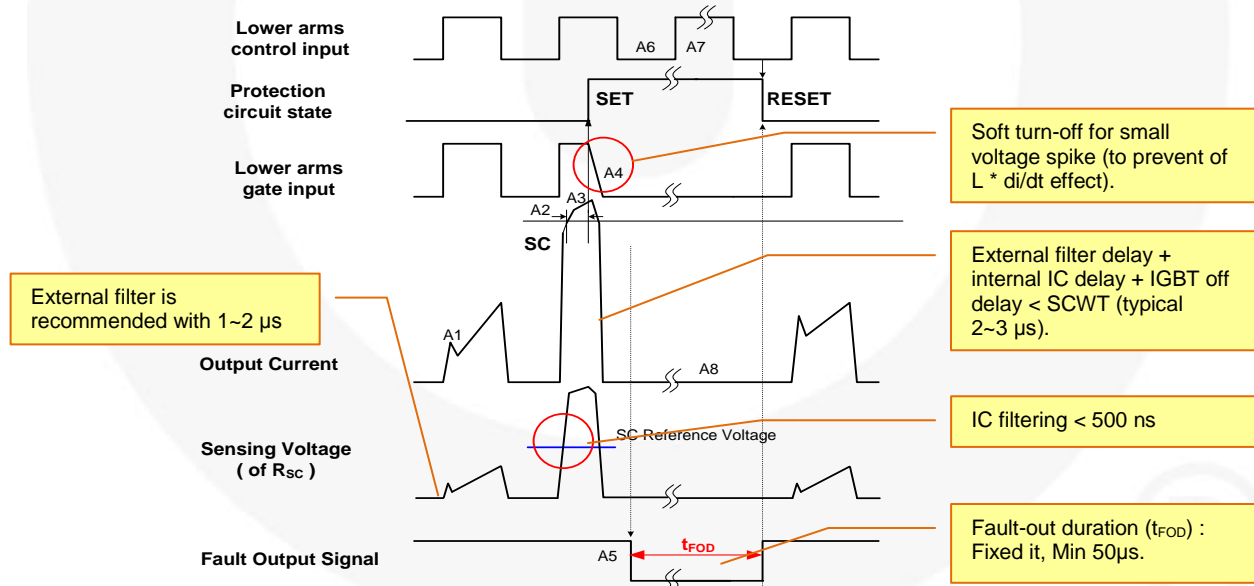 Lower arms
control input
A6
A7
Protection
circuit state
SET
RESET
Soft turn-off for small
voltage spike (to prevent of
L * di/dt effect).
Lower arms
gate input
A4
A2
A3
SC
External filter delay +
internal IC delay + IGBT off
delay < SCWT (typical
2~3 µs).
External filter is
recommended with 1~2 µs
A1
Output Current
A8
IC filtering < 500 ns
SC Reference Voltage
Sensing Voltage
( of RSC )
Fault-out duration (tFOD) :
Fixed it, Min 50µs.
tFOD
Fault Output Signal
A5